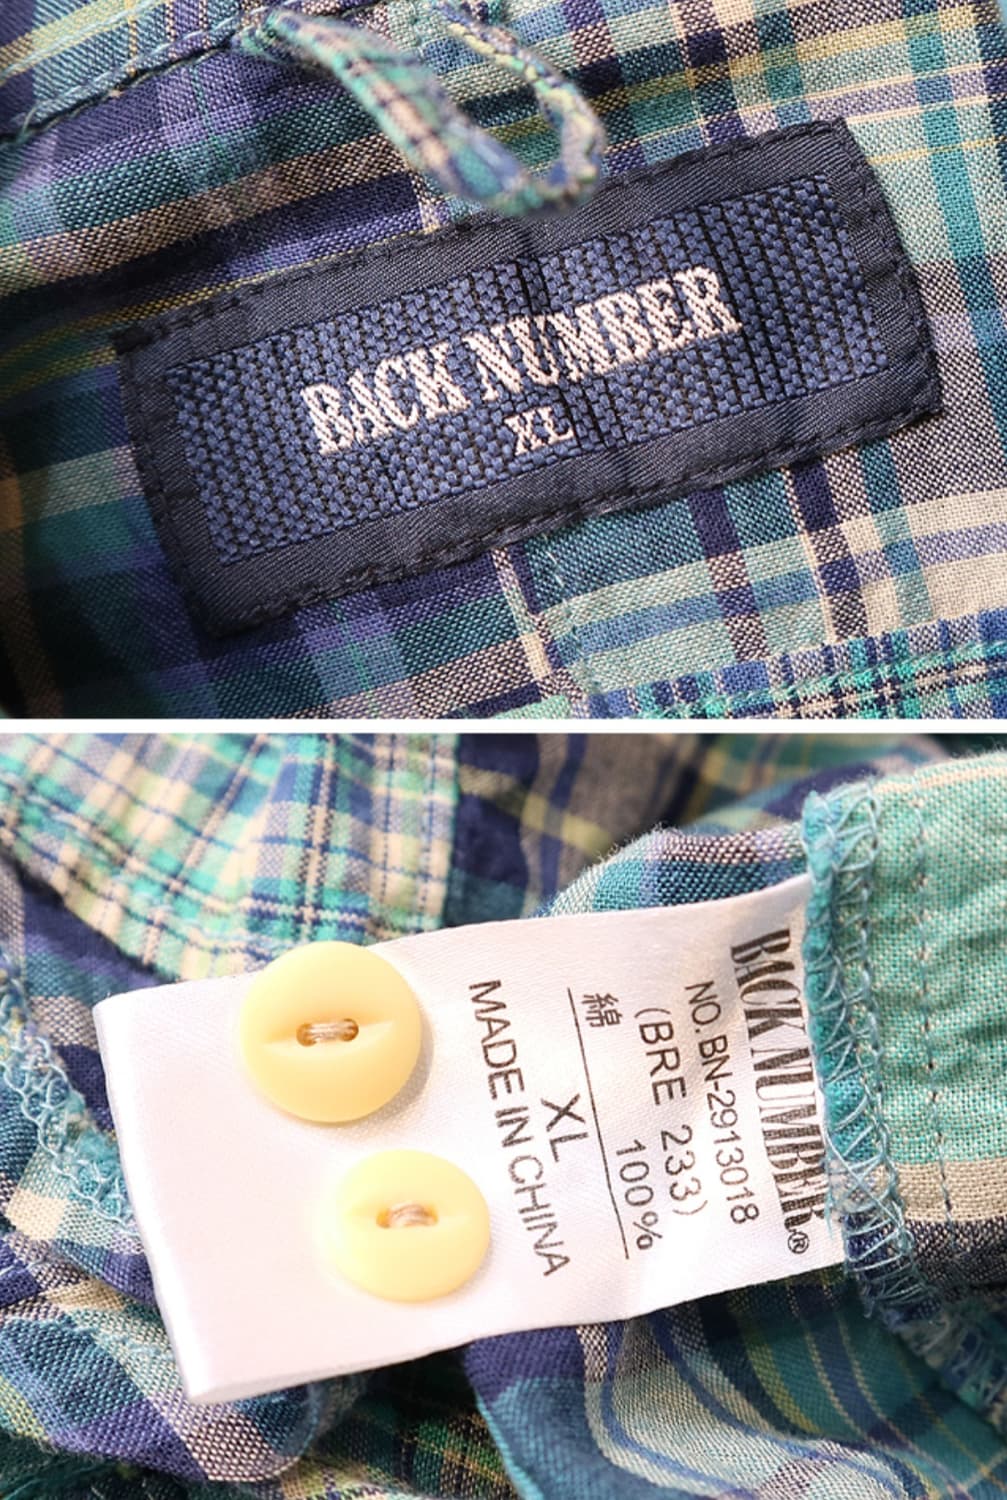 BACK NUMBER
XL
BACK NUMBER®
NO.BN-2913018
(BRE 233)
綿 100%
XL
MADE IN CHINA